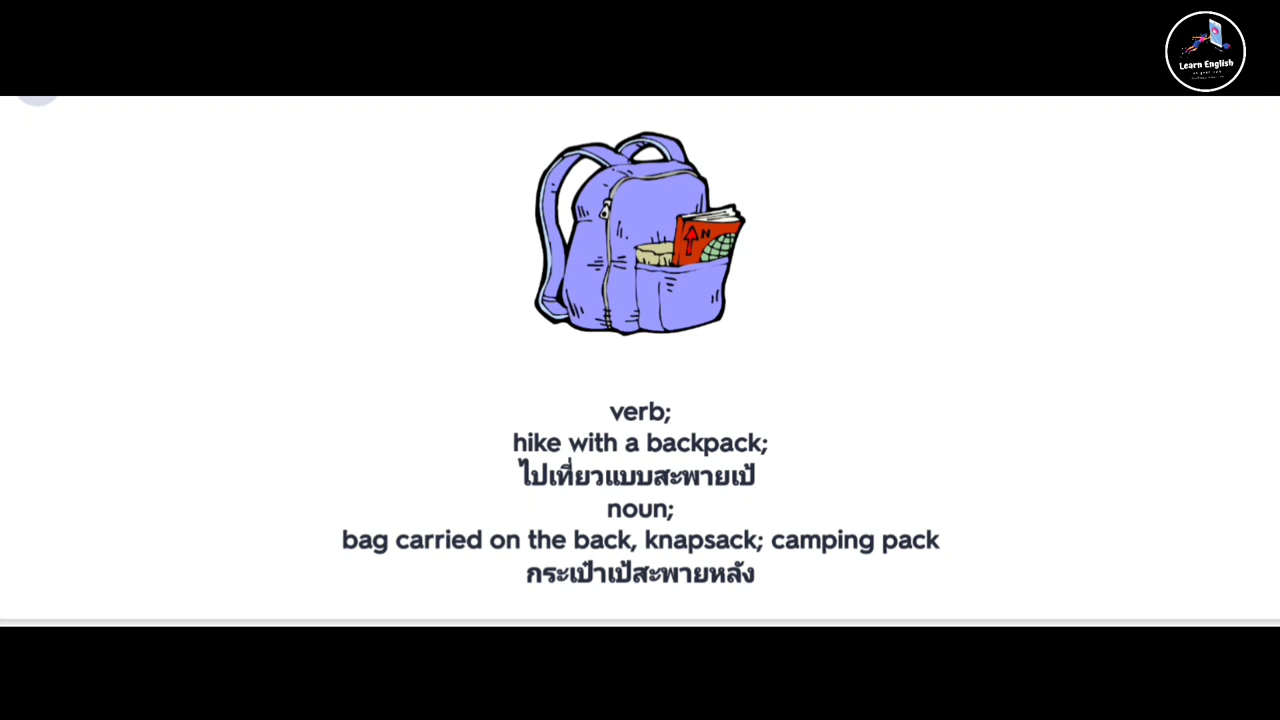 Learn English
N
verb;
hike with a backpack;
ไปเที่ยวแบบสะพายเป้
noun;
bag carried on the back, knapsack; camping pack
กระเป๋าเป้สะพายหลัง